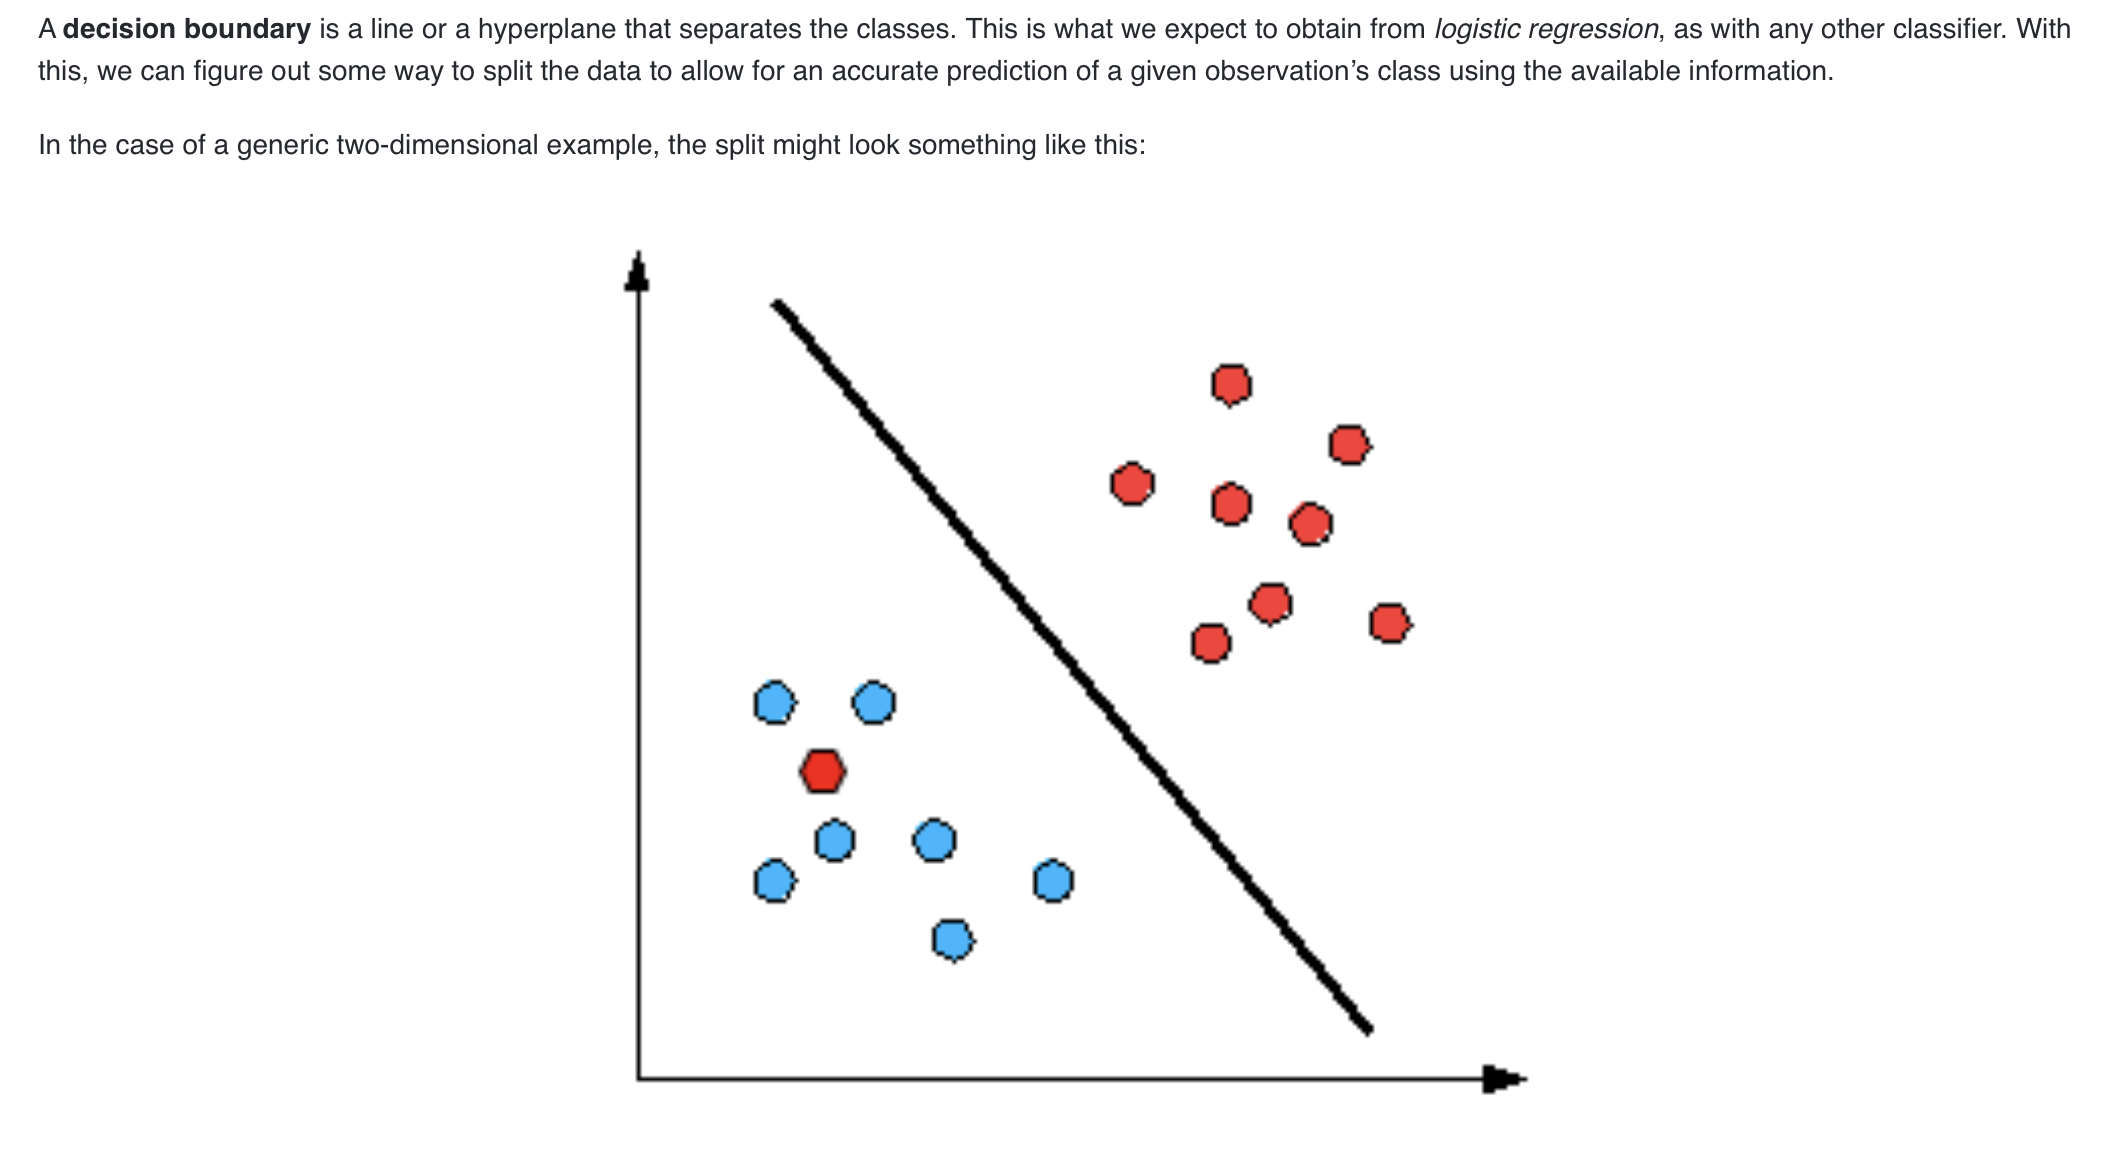 A decision boundary is a line or a hyperplane that separates the classes. This is what we expect to obtain from logistic regression, as with any other classifier. With
this, we can figure out some way to split the data to allow for an accurate prediction of a given observation’s class using the available information.
In the case of a generic two-dimensional example, the split might look something like this: